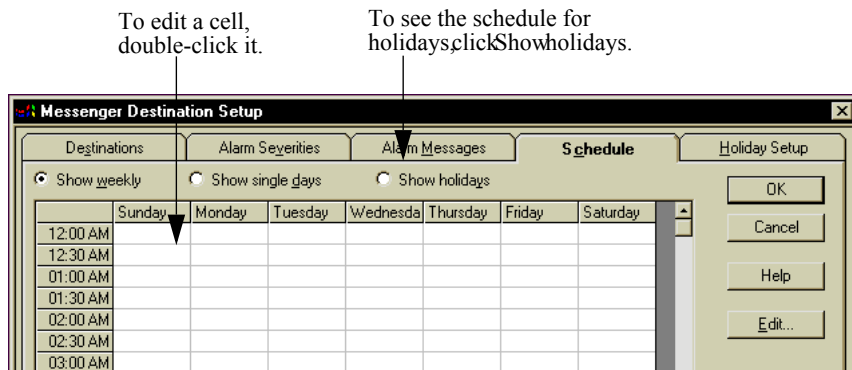 To edit a cell,
double-click it.
To see the schedule for
holidays, click Show holidays.
Messenger Destination Setup
Destinations Alarm Severities Alarm Messages Schedule Holiday Setup
Show weekly Show single days Show holidays
OK
Sunday Monday Tuesday Wednesda Thursday Friday Saturday
Cancel
12:00 AM
12:30 AM
01:00 AM
Help
01:30 AM
02:00 AM
Edit...
02:30 AM
03:00 AM